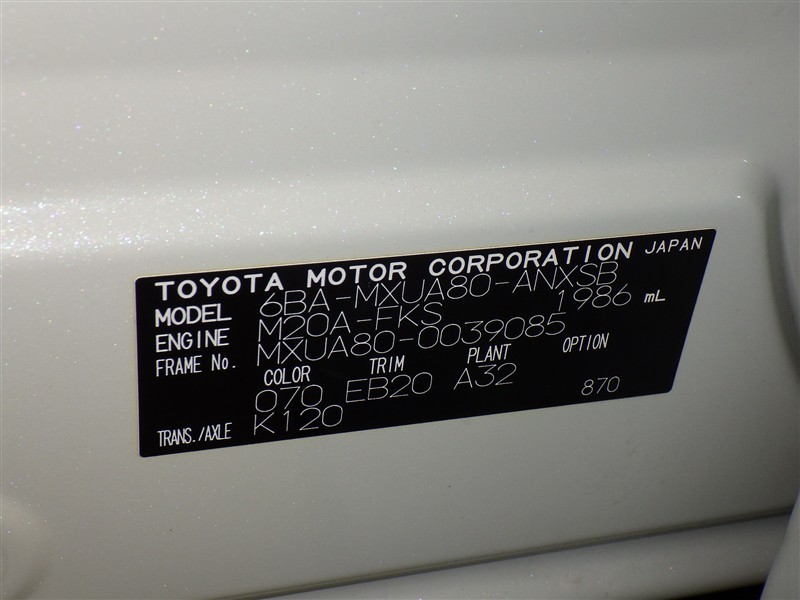 TOYOTA MOTOR CORPORATION JAPAN
MODEL 6BA-MXUA80-ANXSB
ENGINE M20A-FKS 1986 mL
FRAME No. MXUA80-0039085
COLOR TRIM PLANT OPTION
070 EB20 A32 870
TRANS./AXLE K120